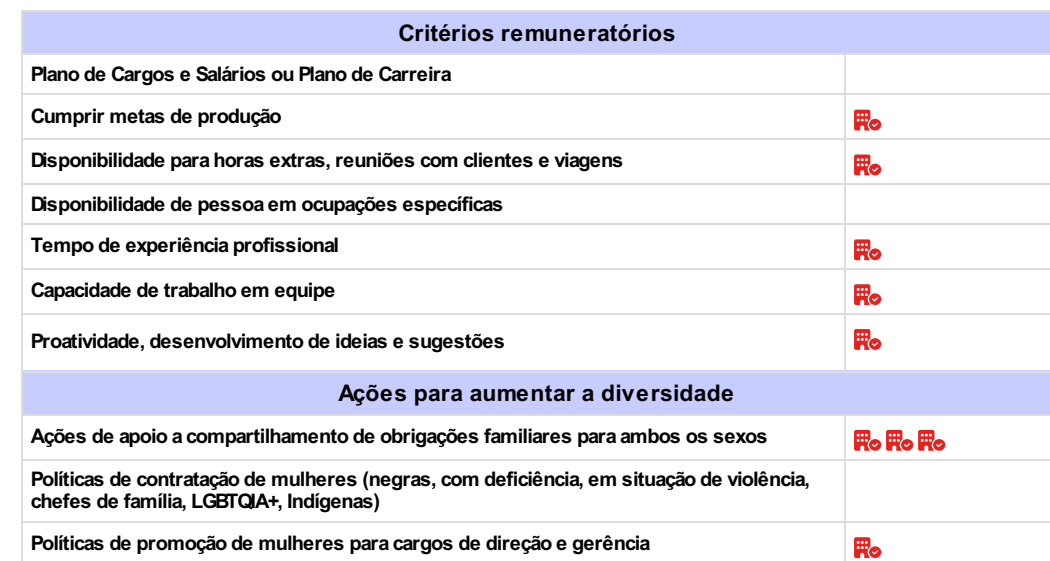 Critérios remuneratórios
Plano de Cargos e Salários ou Plano de Carreira
Cumprir metas de produção
Disponibilidade para horas extras, reuniões com clientes e viagens
Disponibilidade de pessoa em ocupações específicas
Tempo de experiência profissional
Capacidade de trabalho em equipe
Proatividade, desenvolvimento de ideias e sugestões
Ações para aumentar a diversidade
Ações de apoio a compartilhamento de obrigações familiares para ambos os sexos
Políticas de contratação de mulheres (negras, com deficiência, em situação de violência,
chefes de família, LGBTQIA+, Indígenas)
Políticas de promoção de mulheres para cargos de direção e gerência